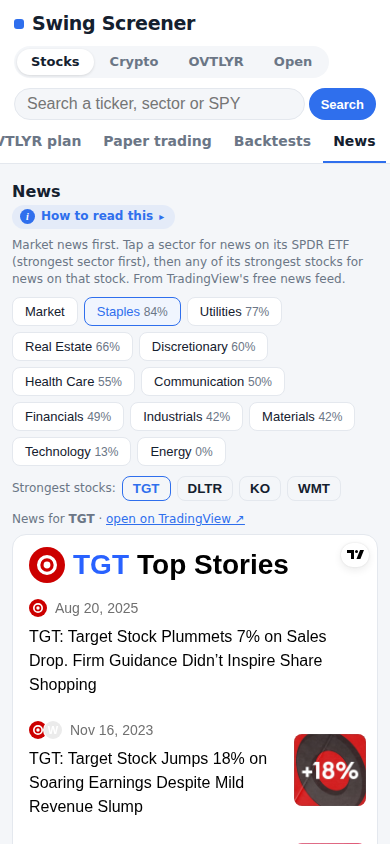 Swing Screener
Stocks Crypto OVTLYR Open
Search a ticker, sector or SPY Search
VTLYR plan Paper trading Backtests News
News
i How to read this ▸
Market news first. Tap a sector for news on its SPDR ETF
(strongest sector first), then any of its strongest stocks for
news on that stock. From TradingView's free news feed.
Market Staples 84% Utilities 77%
Real Estate 66% Discretionary 60%
Health Care 55% Communication 50%
Financials 49% Industrials 42% Materials 42%
Technology 13% Energy 0%
Strongest stocks: TGT DLTR KO WMT
News for TGT · open on TradingView ↗
TGT Top Stories
Aug 20, 2025
TGT: Target Stock Plummets 7% on Sales
Drop. Firm Guidance Didn’t Inspire Share
Shopping
W Nov 16, 2023
TGT: Target Stock Jumps 18% on
Soaring Earnings Despite Mild
Revenue Slump
+18%